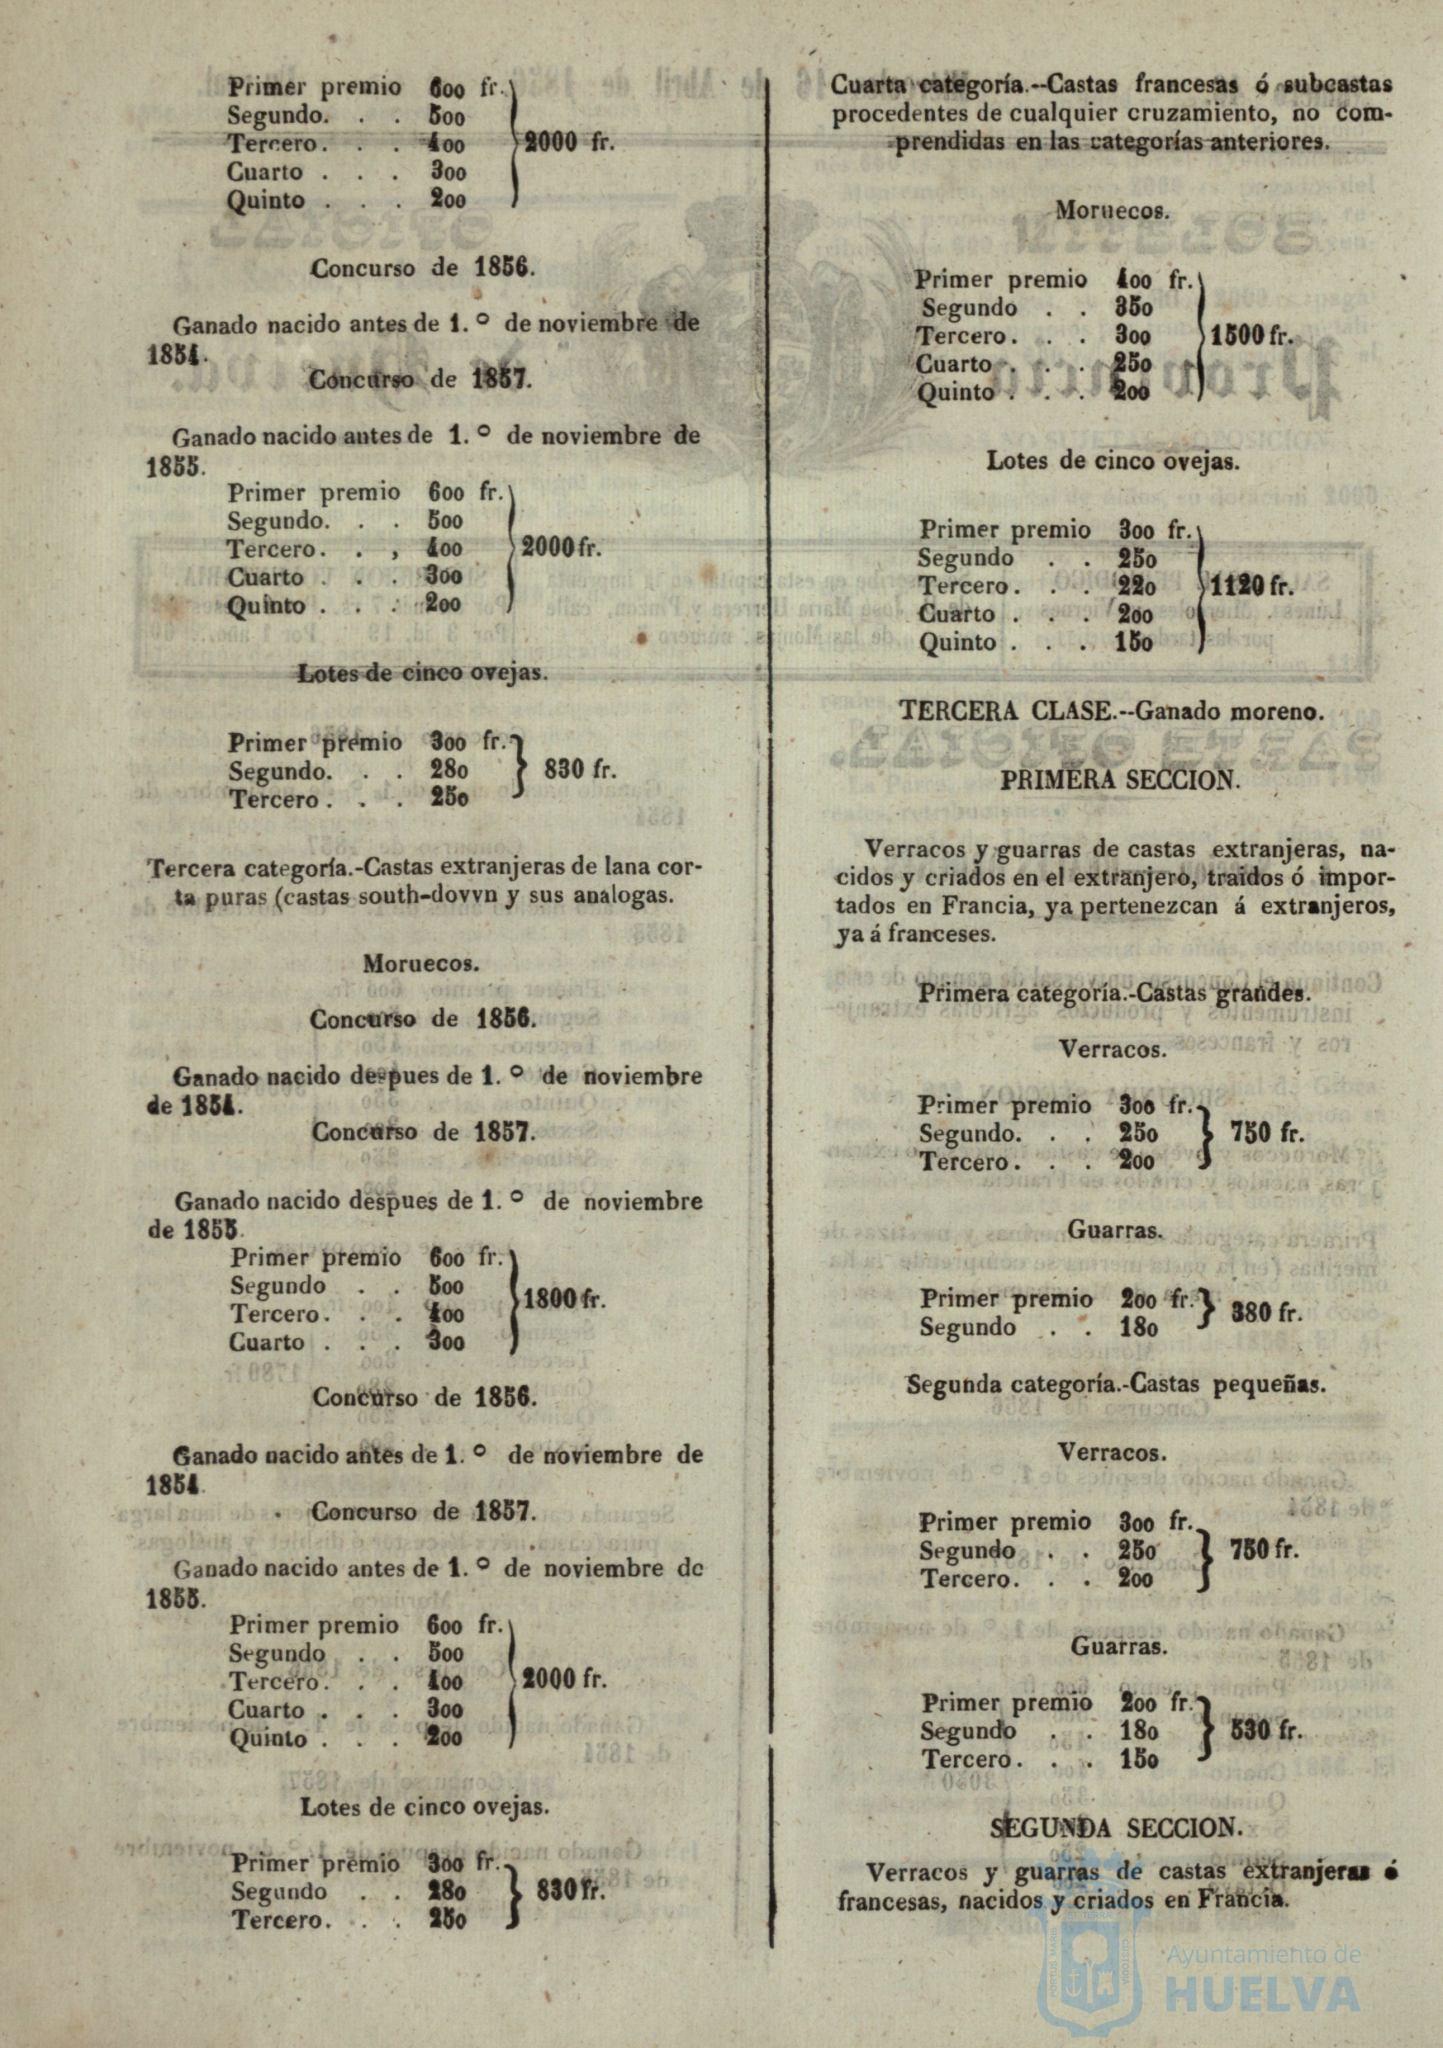 Primer premio 600 fr.
Segundo. . . 500
Tercero. . . 400 2000 fr.
Cuarto . . . 300
Quinto . . . 200
Concurso de 1856.
Ganado nacido antes de 1.º de noviembre de
1854.
Concurso de 1857.
Ganado nacido antes de 1.º de noviembre de
1855.
Primer premio 600 fr.
Segundo. . . 500
Tercero. . , 400 2000 fr.
Cuarto . . . 300
Quinto . . . 200
Lotes de cinco ovejas.
Primer premio 300 fr.
Segundo. . . 280 830 fr.
Tercero . . . 250
Tercera categoría.-Castas extranjeras de lana cor-
ta puras (castas south-dovvn y sus analogas.
Moruecos.
Concurso de 1856.
Ganado nacido despues de 1.º de noviembre
de 1854.
Concurso de 1857.
Ganado nacido despues de 1.º de noviembre
de 1855.
Primer premio 600 fr.
Segundo . . 500
Tercero. . . 400 1800 fr.
Cuarto . . . 300
Concurso de 1856.
Ganado nacido antes de 1.º de noviembre de
1854.
Concurso de 1857.
Ganado nacido antes de 1.º de noviembre de
1855.
Primer premio 600 fr.
Segundo . . 500
Tercero. . . 400 2000 fr.
Cuarto . . . 300
Quinto . . . 200
Lotes de cinco ovejas.
Primer premio 300 fr.
Segundo . . 280 830 fr.
Tercero. . . 250
Cuarta categoría.--Castas francesas ó subcastas
procedentes de cualquier cruzamiento, no com-
prendidas en las categorías anteriores.
Moruecos.
Primer premio 400 fr.
Segundo . . 350
Tercero. . . 300 1500 fr.
Cuarto . . . 250
Quinto . . . 200
Lotes de cinco ovejas.
Primer premio 300 fr.
Segundo . . 250
Tercero. . . 220 1120 fr.
Cuarto . . . 200
Quinto . . . 150
TERCERA CLASE.--Ganado moreno.
PRIMERA SECCION.
Verracos y guarras de castas extranjeras, na-
cidos y criados en el extranjero, traidos ó impor-
tados en Francia, ya pertenezcan á extranjeros,
ya á franceses.
Primera categoría.-Castas grandes.
Verracos.
Primer premio 300 fr.
Segundo. . . 250 750 fr.
Tercero. . . 200
Guarras.
Primer premio 200 fr. 380 fr.
Segundo . . 180
Segunda categoría.-Castas pequeñas.
Verracos.
Primer premio 300 fr.
Segundo . . 250 750 fr.
Tercero. . . 200
Guarras.
Primer premio 200 fr.
Segundo . . 180 530 fr.
Tercero. . . 150
SEGUNDA SECCION.
Verracos y guarras de castas extranjeras ó
francesas, nacidos y criados en Francia.
Ayuntamiento de
HUELVA